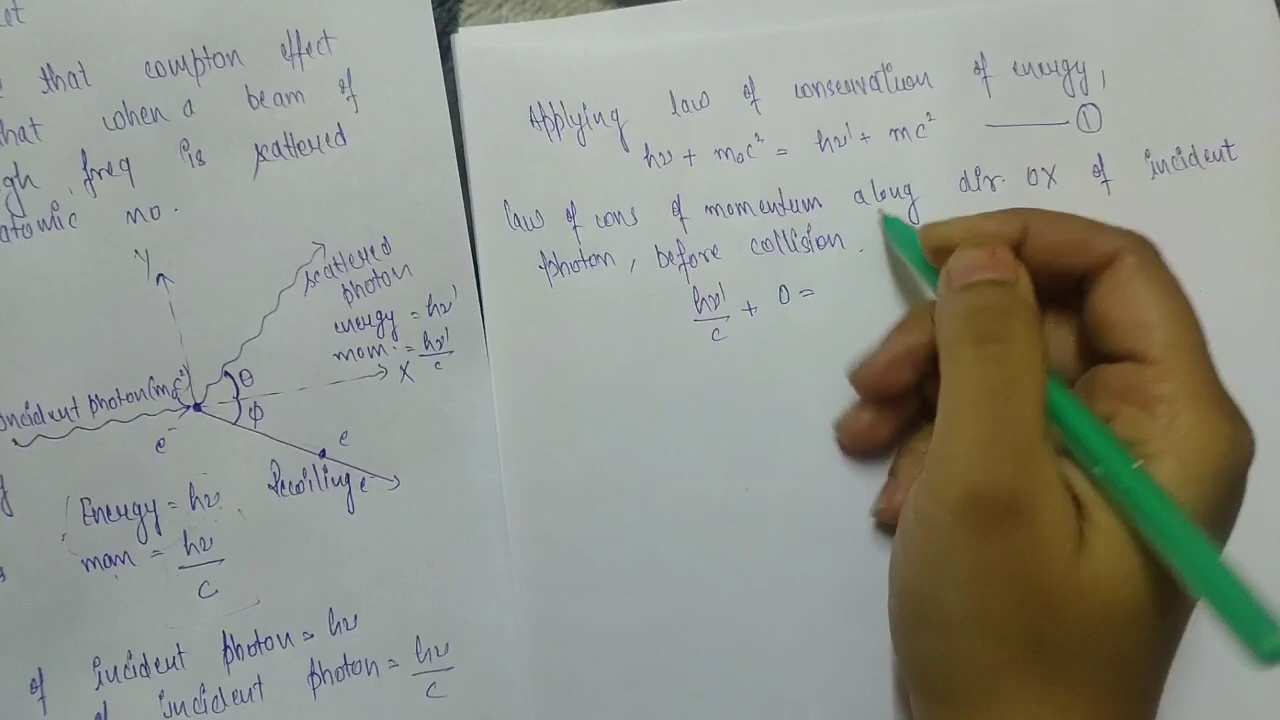 that compton effect
that when a beam of
freq is scattered
atomic no.
Y
scattered
photon
energy = hν'
mom. = hν'/c
X
θ
φ
incident photon(m₀c²)
e⁻
e
Recoiling e
Energy = hν
mom = hν/c
of incident photon = hν
incident photon = hν/c
Applying law of conservation of energy,
hν + m₀c² = hν' + mc² —— ①
law of cons of momentum along dir. OX of incident
photon, before collision.
hν'/c + 0 =